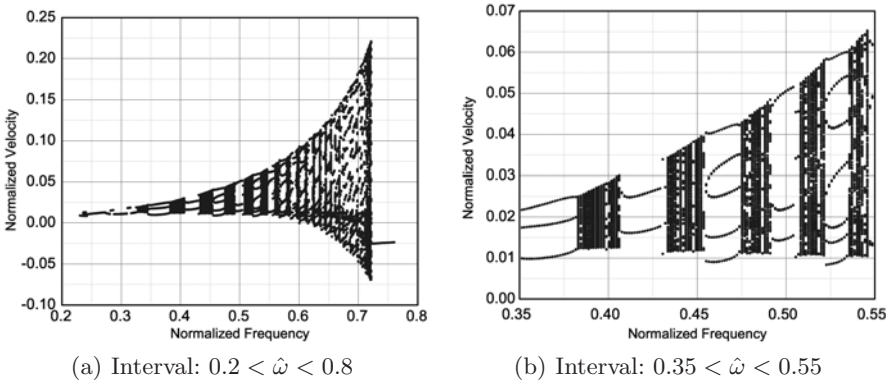 0.25
0.20
0.15
0.10
0.05
0.00
-0.05
-0.10
Normalized Velocity
0.2 0.3 0.4 0.5 0.6 0.7 0.8
Normalized Frequency
(a) Interval: 0.2 < ω̂ < 0.8
0.07
0.06
0.05
0.04
0.03
0.02
0.01
0.00
Normalized Velocity
0.35 0.40 0.45 0.50 0.55
Normalized Frequency
(b) Interval: 0.35 < ω̂ < 0.55